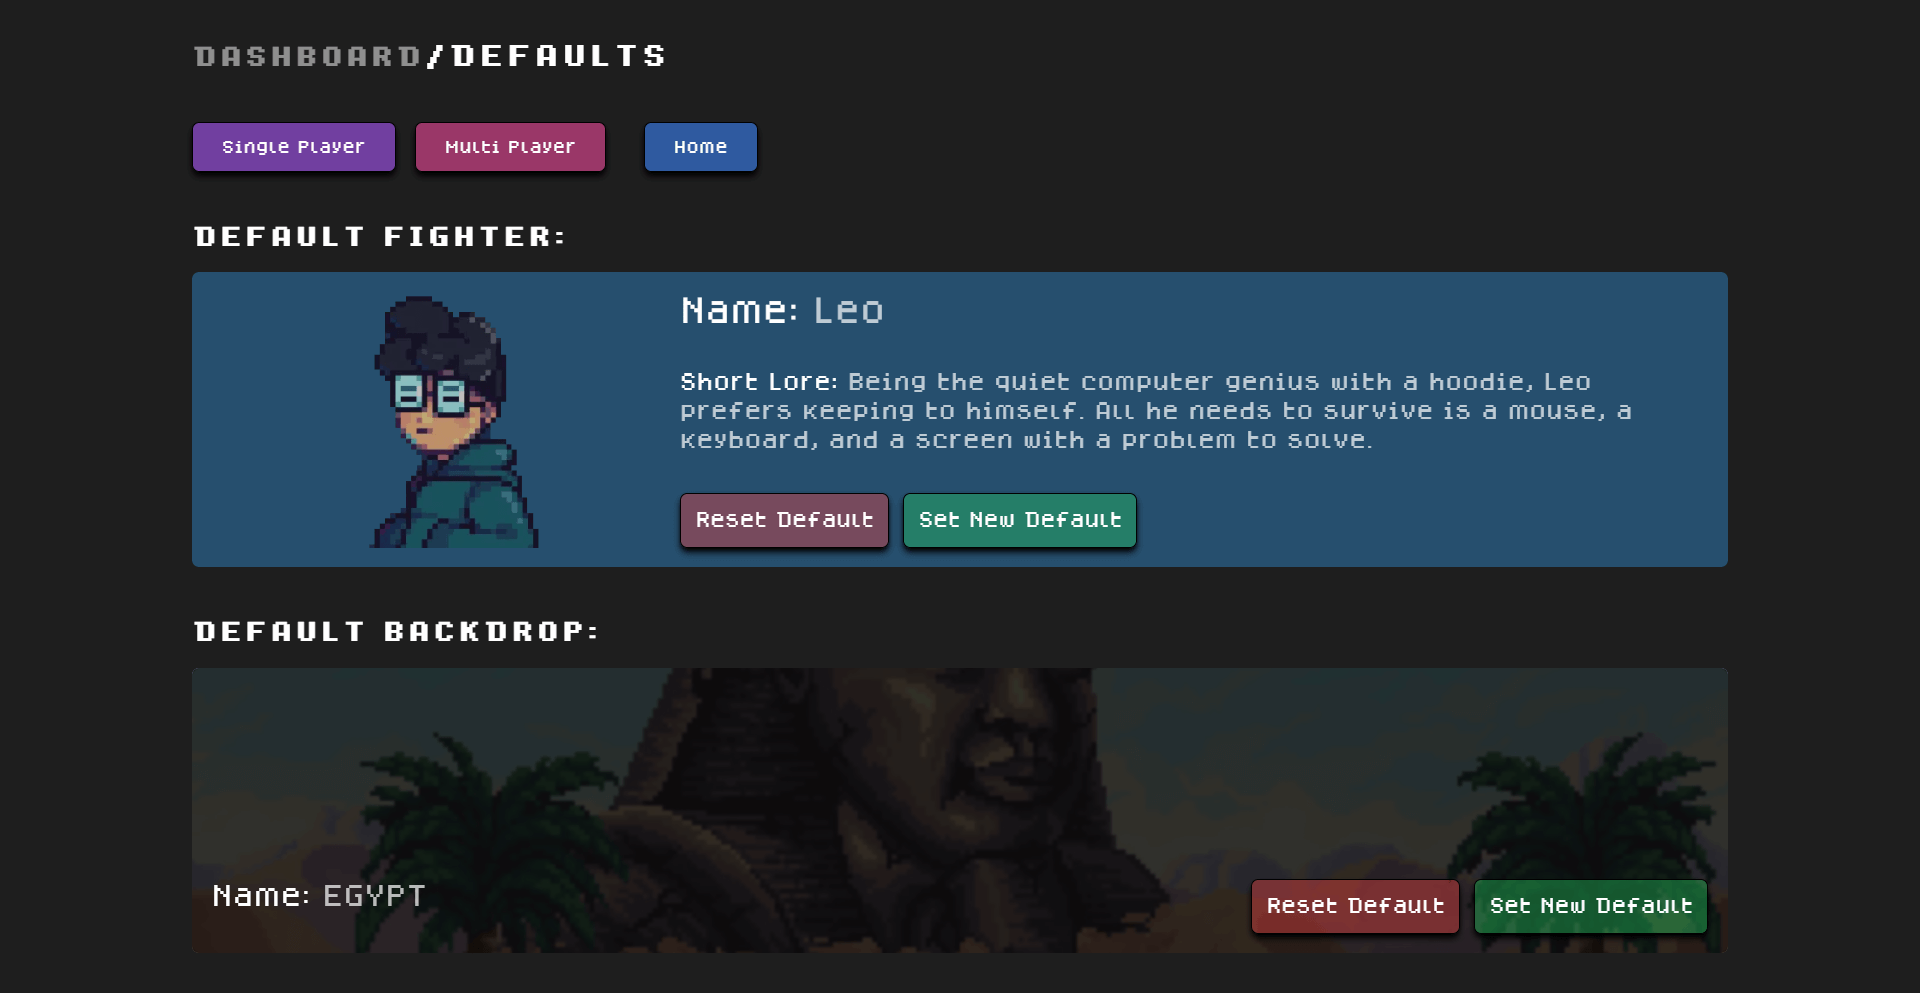 DASHBOARD/DEFAULTS
Single Player Multi Player Home
DEFAULT FIGHTER:
Name: Leo
Short Lore: Being the quiet computer genius with a hoodie, Leo
prefers keeping to himself. All he needs to survive is a mouse, a
keyboard, and a screen with a problem to solve.
Reset Default Set New Default
DEFAULT BACKDROP:
Name: EGYPT
Reset Default Set New Default